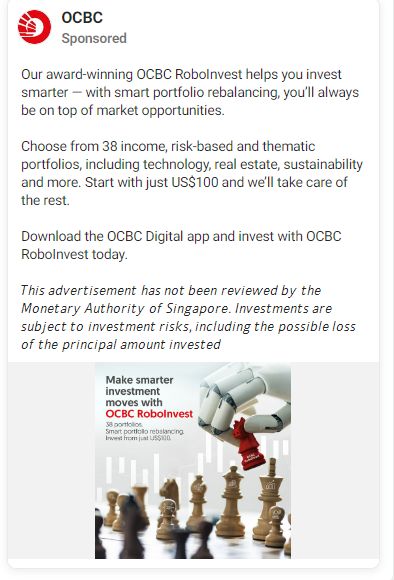 OCBC
Sponsored
Our award-winning OCBC RoboInvest helps you invest
smarter — with smart portfolio rebalancing, you'll always
be on top of market opportunities.
Choose from 38 income, risk-based and thematic
portfolios, including technology, real estate, sustainability
and more. Start with just US$100 and we'll take care of
the rest.
Download the OCBC Digital app and invest with OCBC
RoboInvest today.
This advertisement has not been reviewed by the
Monetary Authority of Singapore. Investments are
subject to investment risks, including the possible loss
of the principal amount invested
Make smarter
investment
moves with
OCBC RoboInvest
38 portfolios.
Smart portfolio rebalancing.
Invest from just US$100.